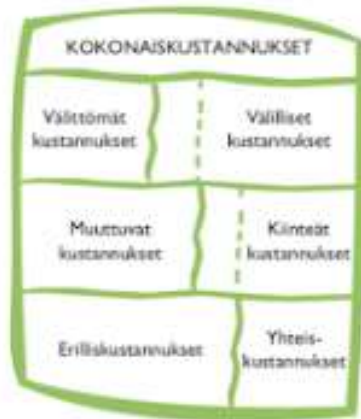 KOKONAISKUSTANNUKSET
Välittömät
kustannukset
Välilliset
kustannukset
Muuttuvat
kustannukset
Kiinteät
kustannukset
Erilliskustannukset
Yhteis-
kustannukset